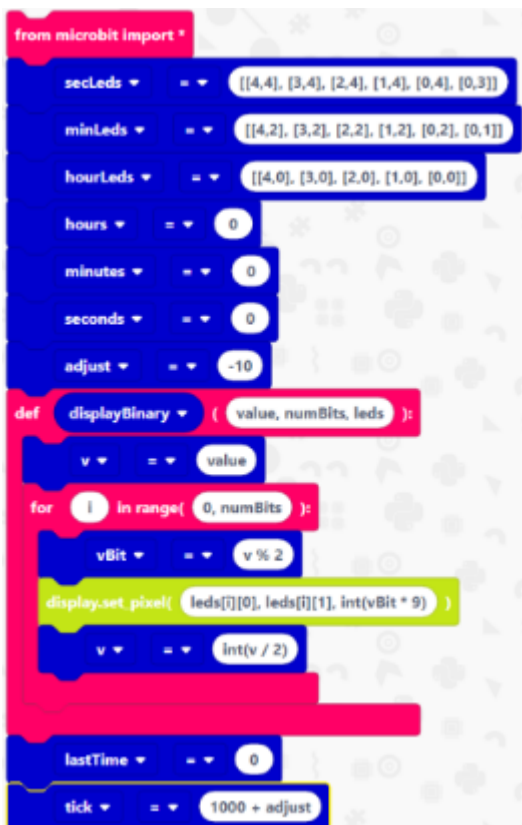 from microbit import *
secLeds = [[4,4], [3,4], [2,4], [1,4], [0,4], [0,3]]
minLeds = [[4,2], [3,2], [2,2], [1,2], [0,2], [0,1]]
hourLeds = [[4,0], [3,0], [2,0], [1,0], [0,0]]
hours = 0
minutes = 0
seconds = 0
adjust = -10
def displayBinary ( value, numBits, leds ):
v = value
for i in range( 0, numBits ):
vBit = v % 2
display.set_pixel( leds[i][0], leds[i][1], int(vBit * 9) )
v = int(v / 2)
lastTime = 0
tick = 1000 + adjust